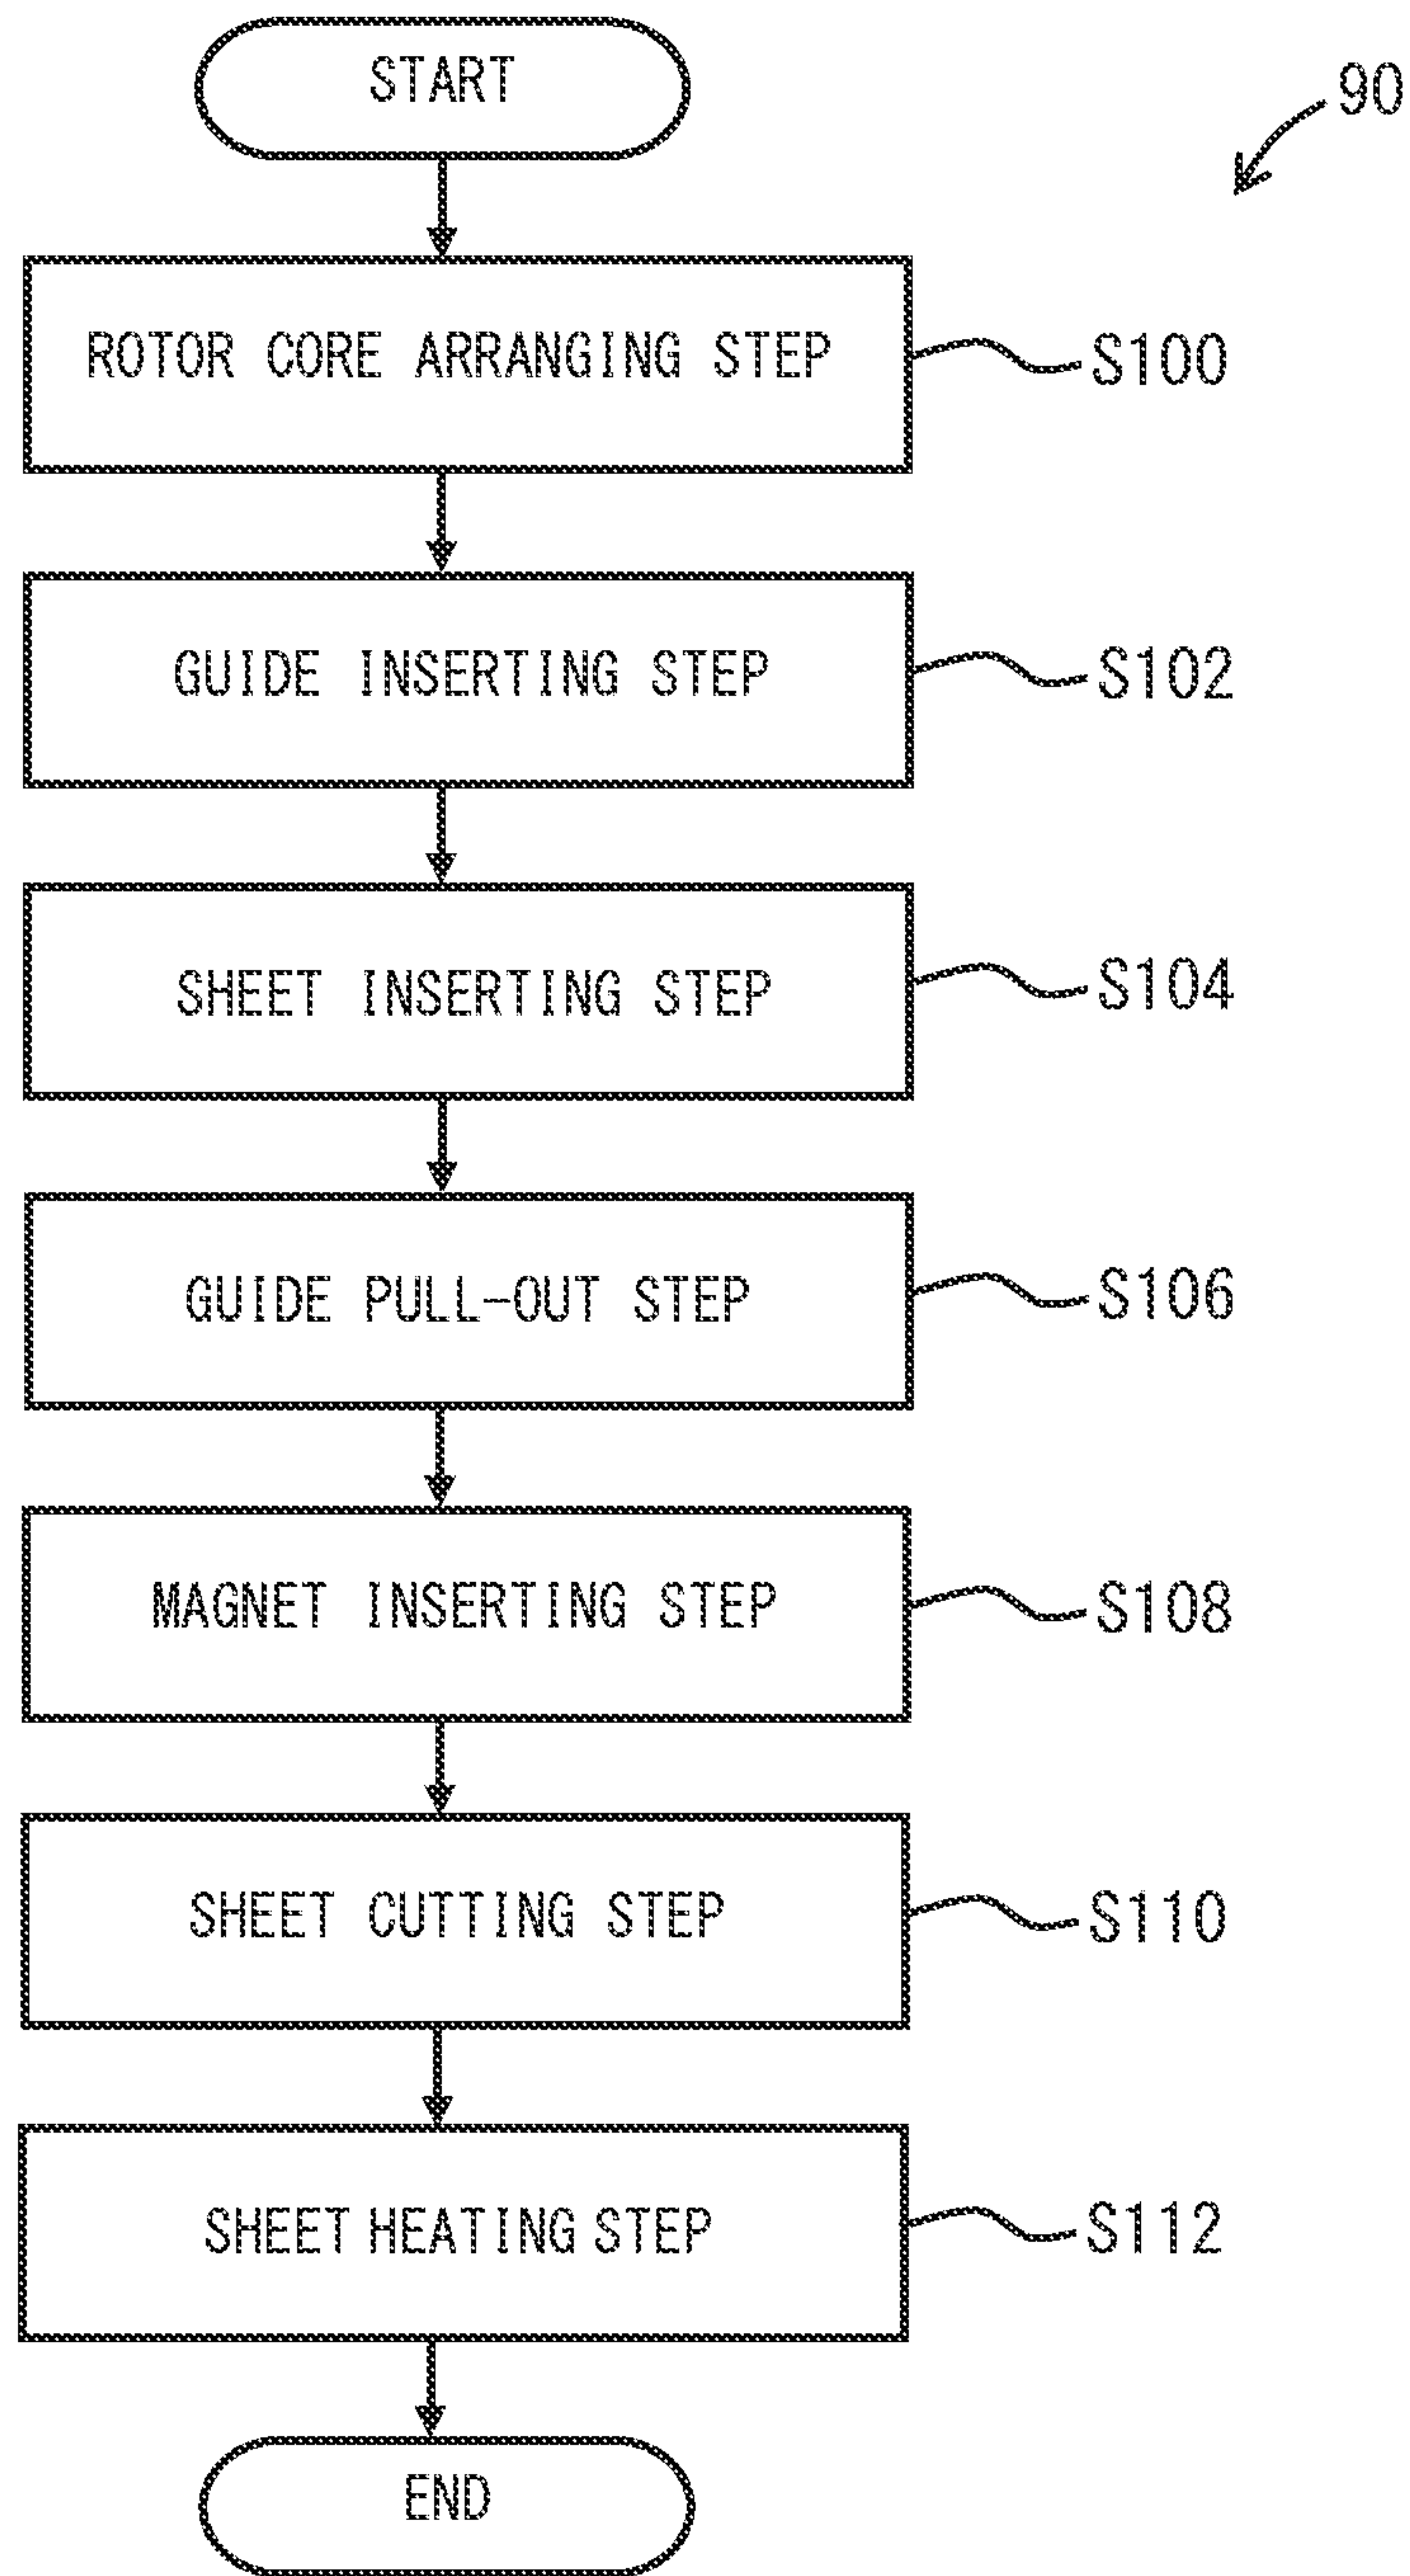 START
90
ROTOR CORE ARRANGING STEP
S100
GUIDE INSERTING STEP
S102
SHEET INSERTING STEP
S104
GUIDE PULL-OUT STEP
S106
MAGNET INSERTING STEP
S108
SHEET CUTTING STEP
S110
SHEET HEATING STEP
S112
END